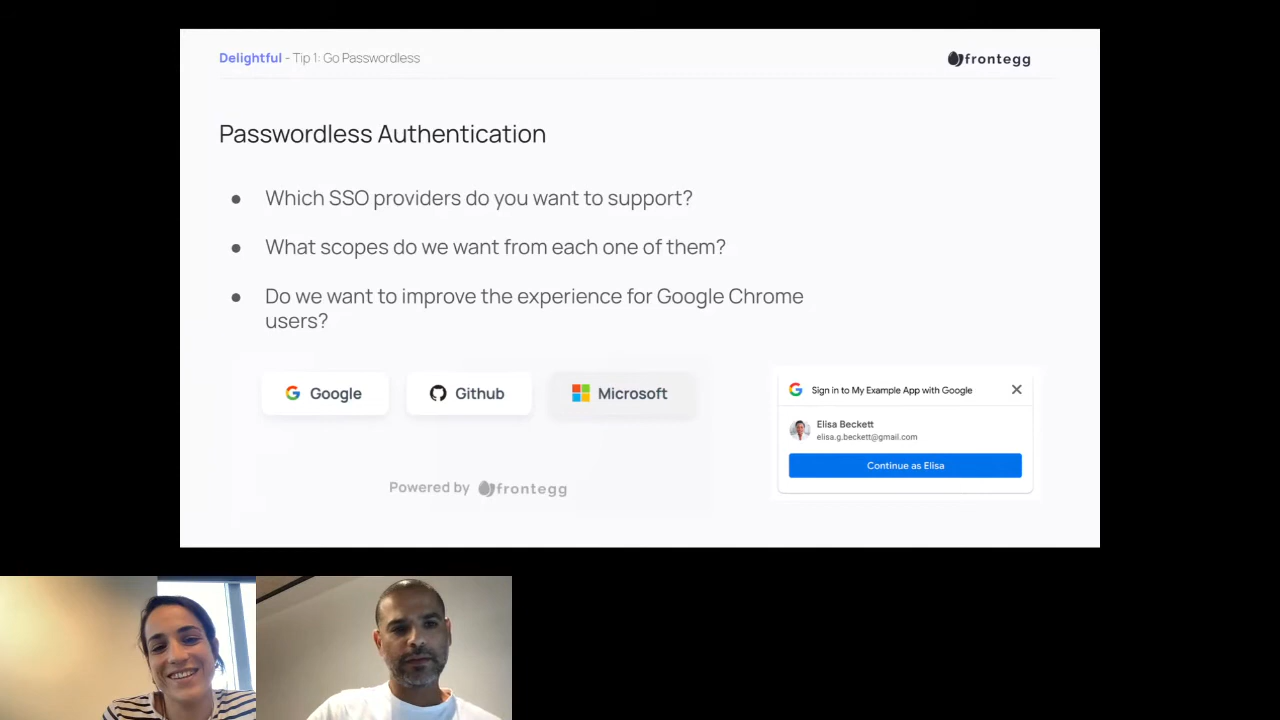 Delightful - Tip 1: Go Passwordless
frontegg
Passwordless Authentication
● Which SSO providers do you want to support?
● What scopes do we want from each one of them?
● Do we want to improve the experience for Google Chrome
users?
Google
Github
Microsoft
Powered by frontegg
Sign in to My Example App with Google
Elisa Beckett
elisa.g.beckett@gmail.com
Continue as Elisa